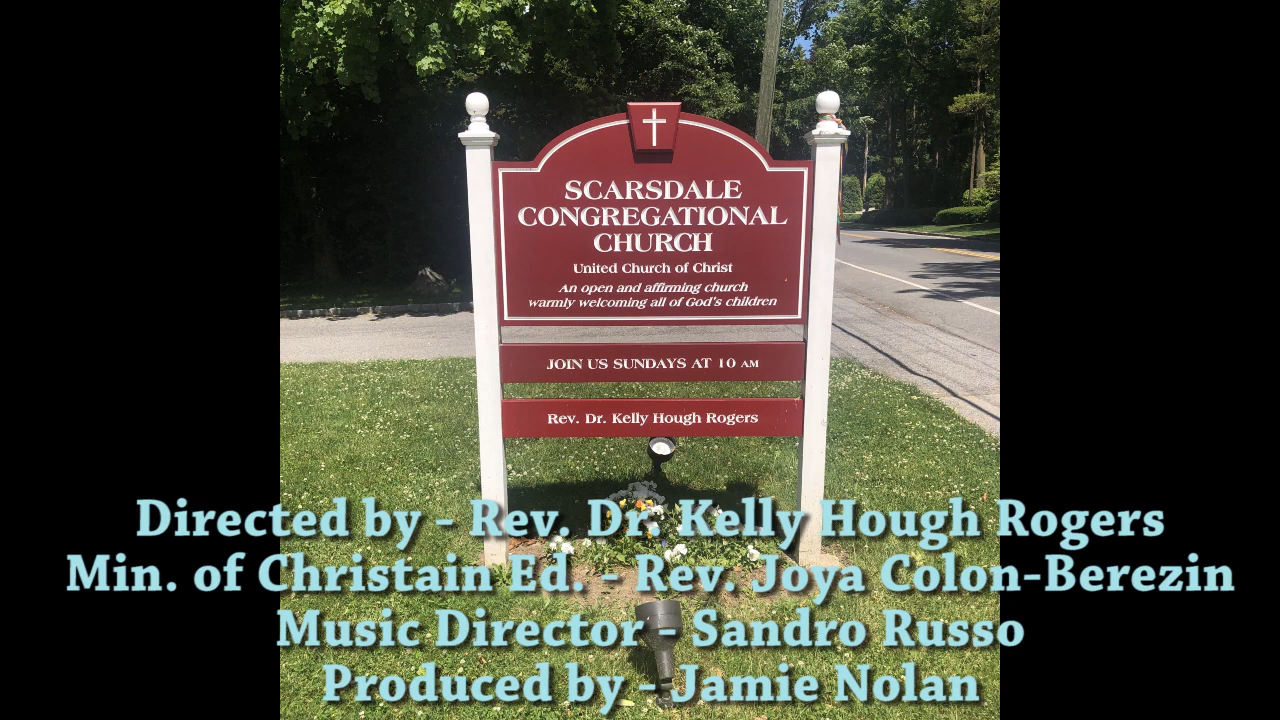 SCARSDALE
CONGREGATIONAL
CHURCH
United Church of Christ
An open and affirming church
warmly welcoming all of God's children
JOIN US SUNDAYS AT 10 AM
Rev. Dr. Kelly Hough Rogers
Directed by - Rev. Dr. Kelly Hough Rogers
Min. of Christain Ed. - Rev. Joya Colon-Berezin
Music Director - Sandro Russo
Produced by - Jamie Nolan